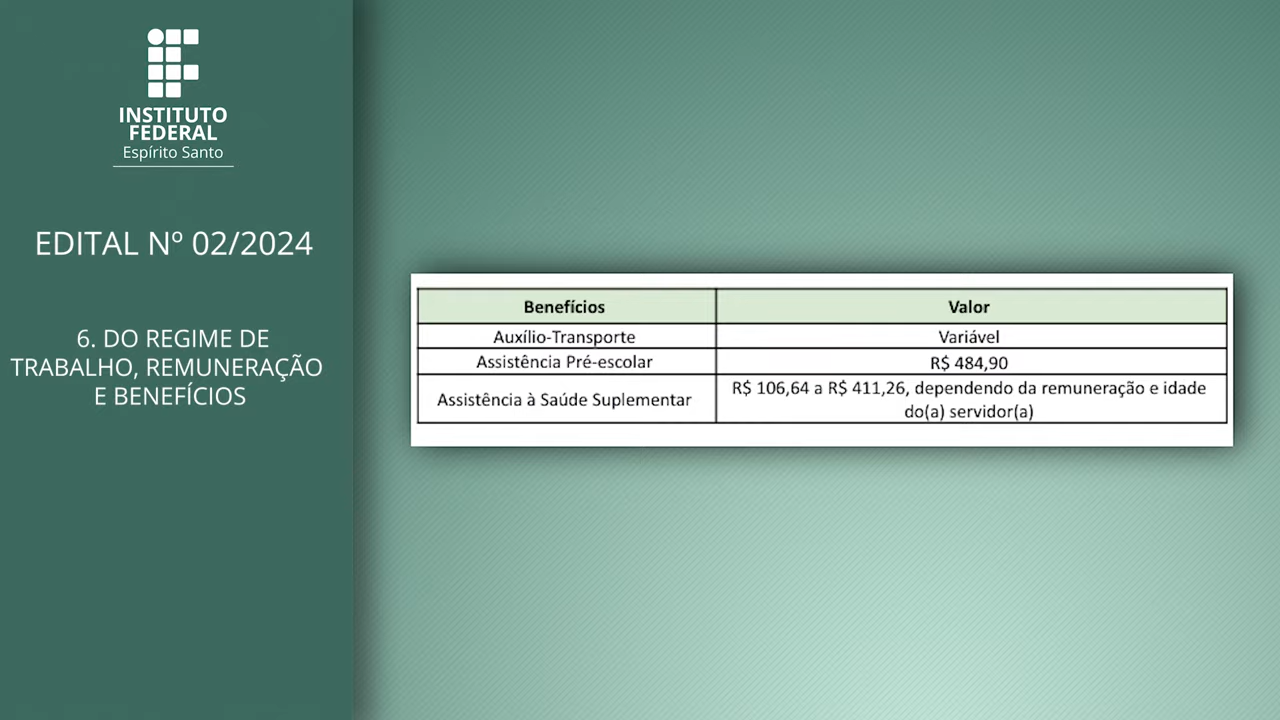 INSTITUTO
FEDERAL
Espírito Santo
EDITAL Nº 02/2024
6. DO REGIME DE
TRABALHO, REMUNERAÇÃO
E BENEFÍCIOS
Benefícios Valor
Auxílio-Transporte Variável
Assistência Pré-escolar R$ 484,90
Assistência à Saúde Suplementar R$ 106,64 a R$ 411,26, dependendo da remuneração e idade
do(a) servidor(a)